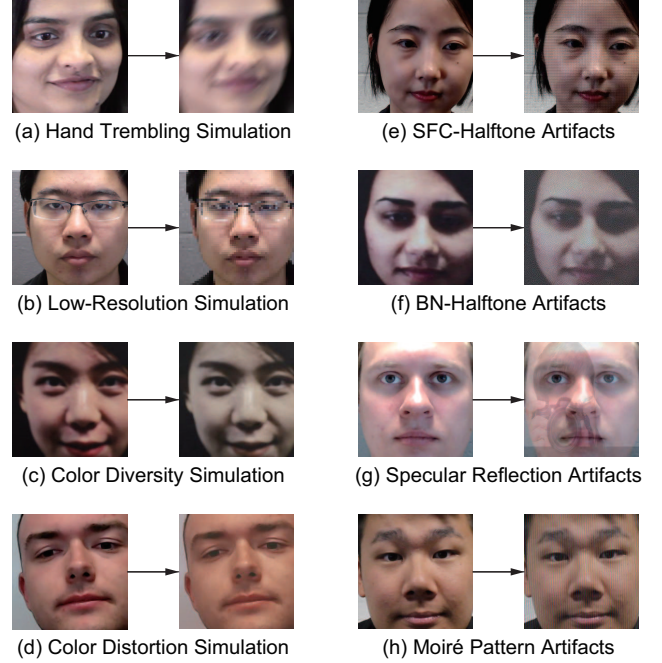 (a) Hand Trembling Simulation
(e) SFC-Halftone Artifacts
(b) Low-Resolution Simulation
(f) BN-Halftone Artifacts
(c) Color Diversity Simulation
(g) Specular Reflection Artifacts
(d) Color Distortion Simulation
(h) Moiré Pattern Artifacts